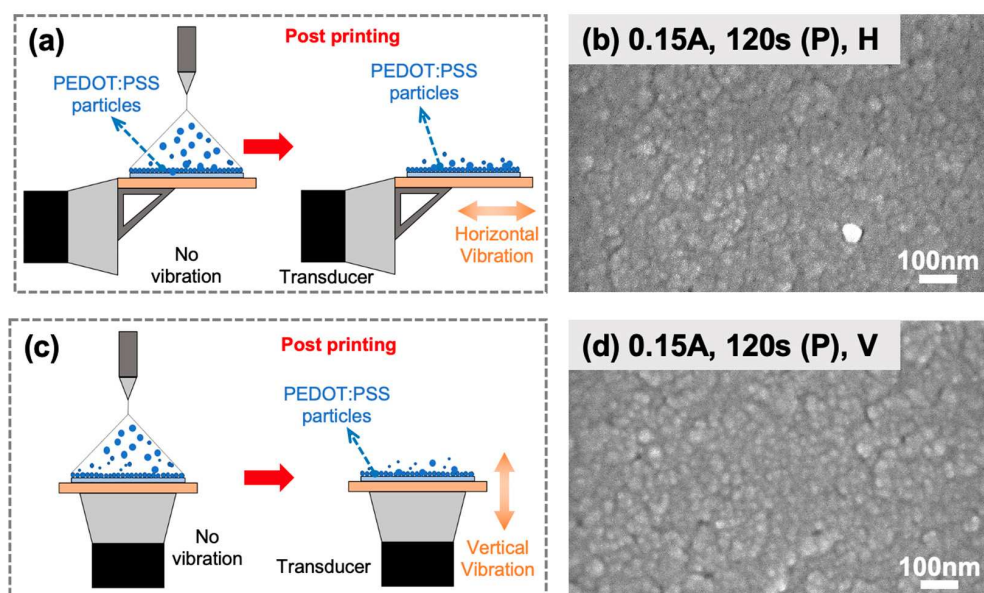 (a)
Post printing
PEDOT:PSS
particles
PEDOT:PSS
particles
No
vibration
Transducer
Horizontal
Vibration
(b) 0.15A, 120s (P), H
100nm
(c)
Post printing
PEDOT:PSS
particles
No
vibration
Transducer
Vertical
Vibration
(d) 0.15A, 120s (P), V
100nm